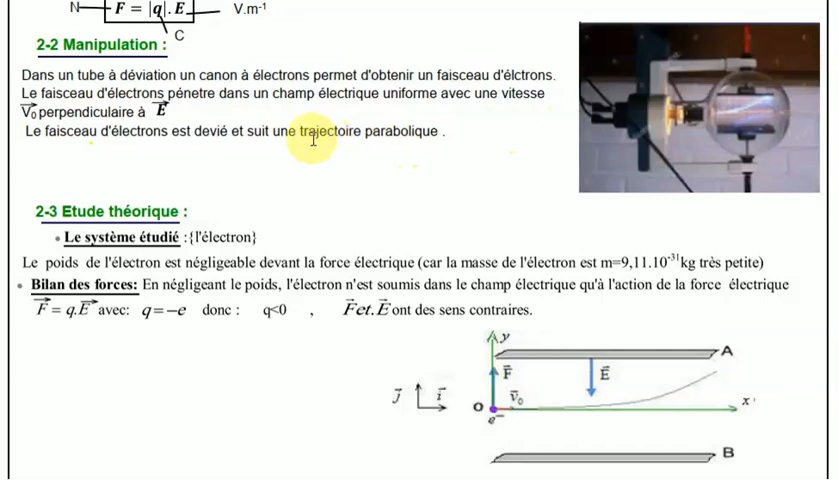 N F = |q|. E V.m-1
C
2-2 Manipulation :
Dans un tube à déviation un canon à électrons permet d'obtenir un faisceau d'élctrons.
Le faisceau d'électrons pénetre dans un champ électrique uniforme avec une vitesse
V₀ perpendiculaire à E
Le faisceau d'électrons est devié et suit une trajectoire parabolique .
2-3 Etude théorique :
• Le système étudié :{l'électron}
Le poids de l'électron est négligeable devant la force électrique (car la masse de l'électron est m=9,11.10⁻³¹kg très petite)
• Bilan des forces: En négligeant le poids, l'électron n'est soumis dans le champ électrique qu'à l'action de la force électrique
F = q.E avec: q=−e donc : q<0 , F et. E ont des sens contraires.
y
A
F E
J i
O v₀ x
e⁻
B